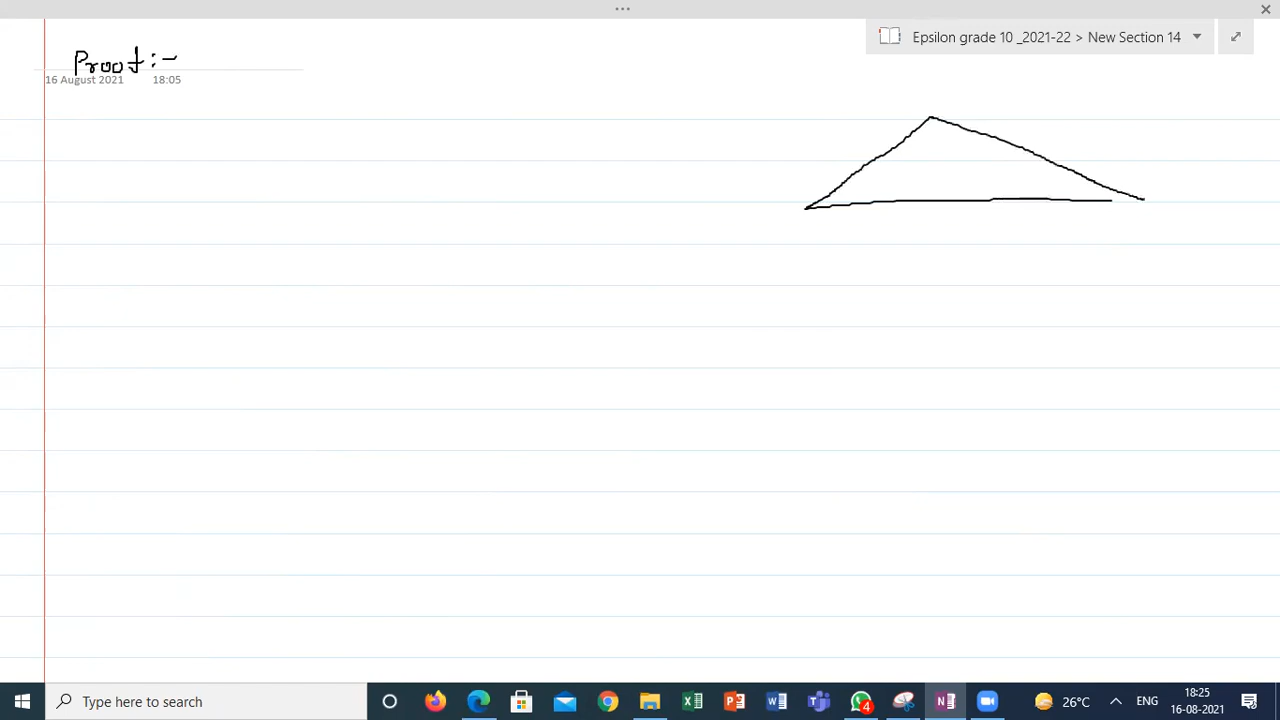 Epsilon grade 10 _2021-22 > New Section 14
Proof :-
16 August 2021 18:05
Type here to search
4
26°C
ENG
18:25
16-08-2021